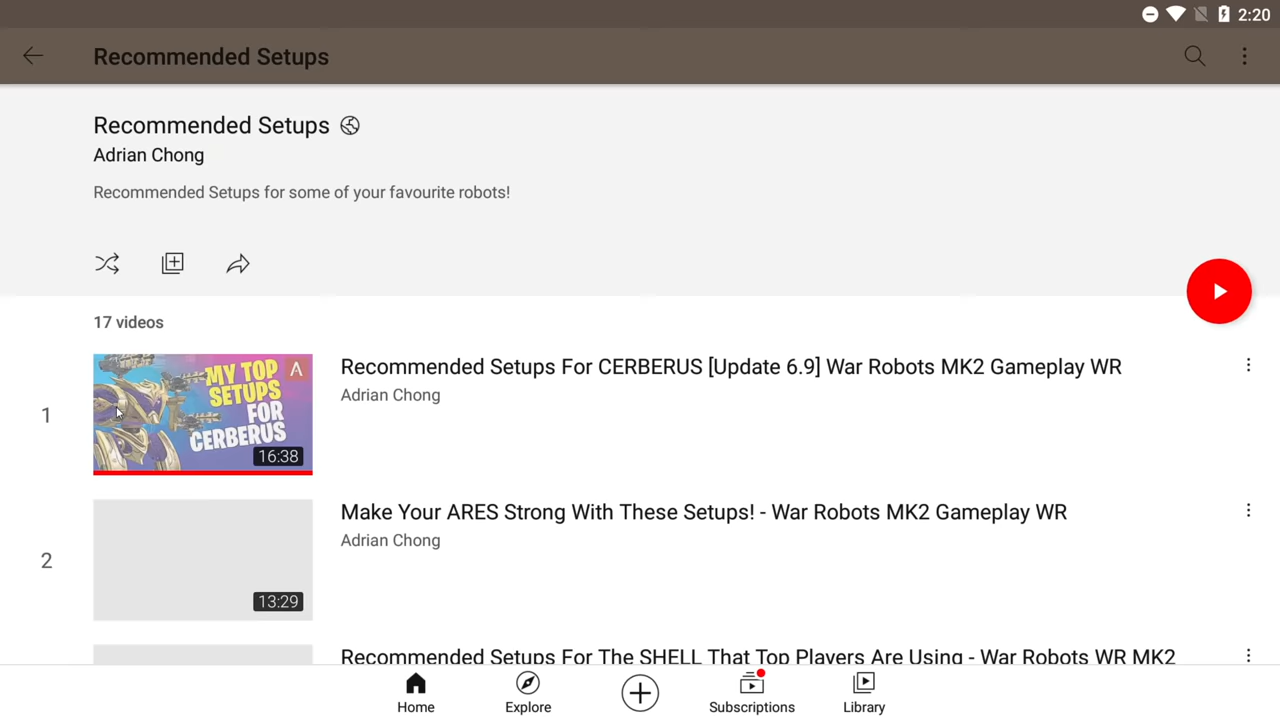 2:20
Recommended Setups
Recommended Setups
Adrian Chong
Recommended Setups for some of your favourite robots!
17 videos
1
MY TOP
SETUPS
FOR
CERBERUS
A
16:38
Recommended Setups For CERBERUS [Update 6.9] War Robots MK2 Gameplay WR
Adrian Chong
2
13:29
Make Your ARES Strong With These Setups! - War Robots MK2 Gameplay WR
Adrian Chong
Recommended Setups For The SHELL That Top Players Are Using - War Robots WR MK2
Home
Explore
Subscriptions
Library